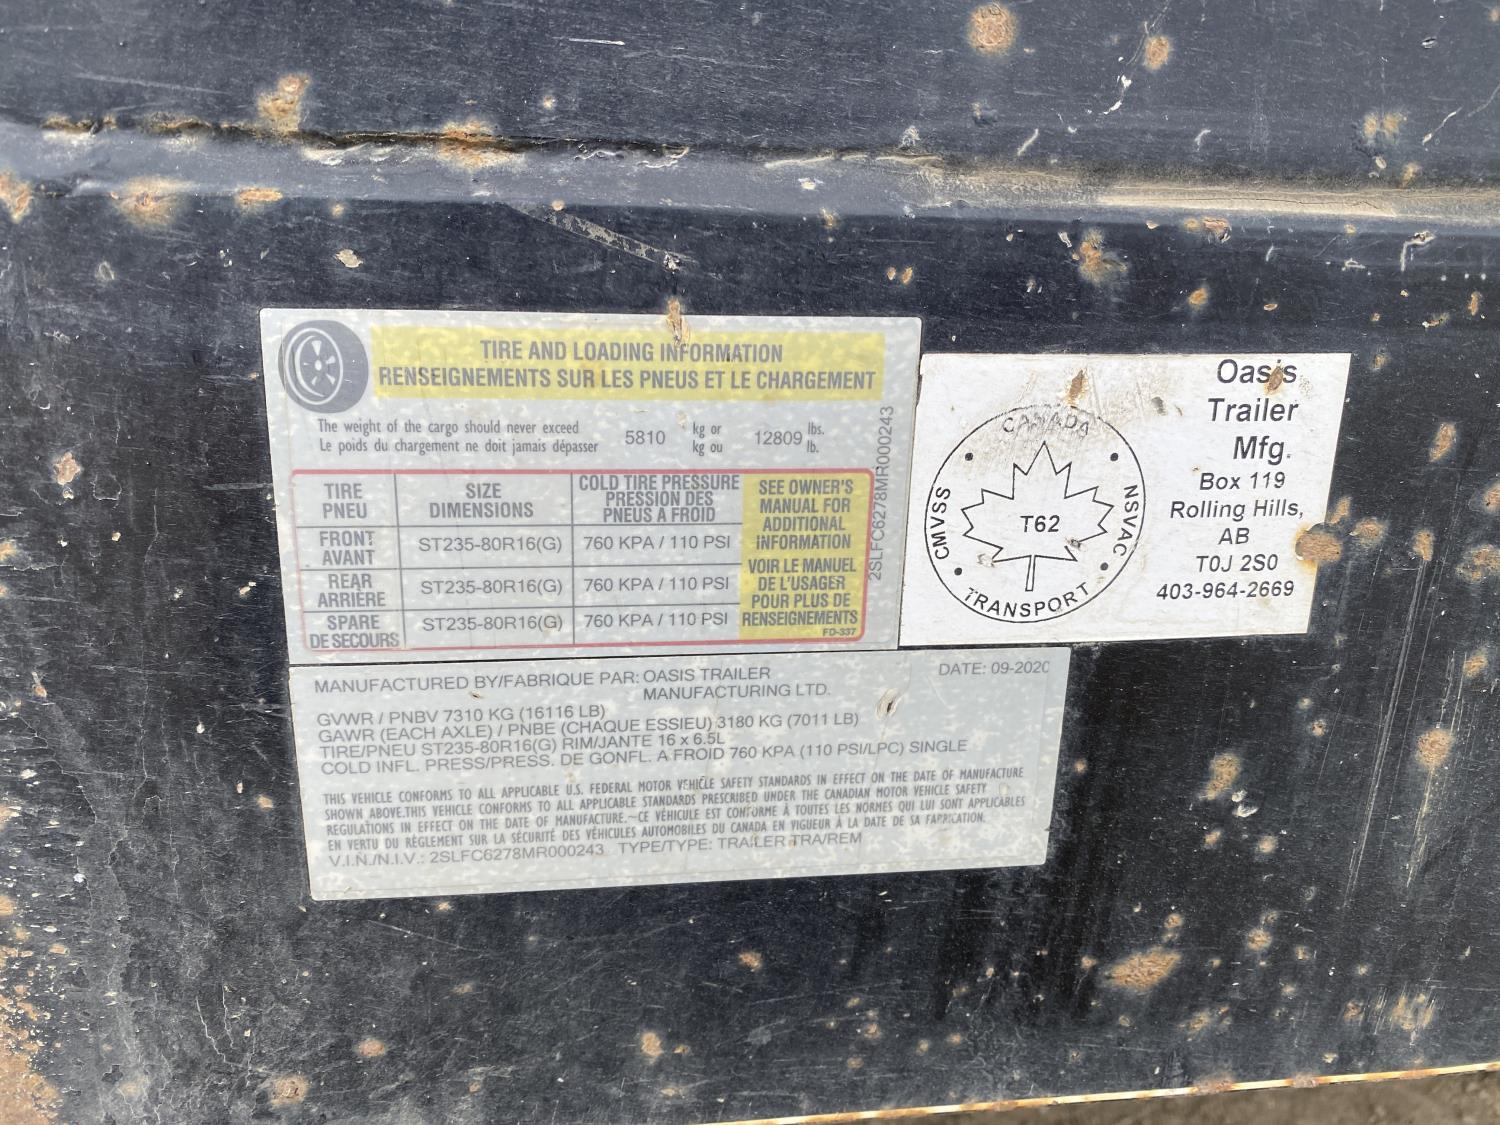 TIRE AND LOADING INFORMATION
RENSEIGNEMENTS SUR LES PNEUS ET LE CHARGEMENT
The weight of the cargo should never exceed 5810 kg or 12809 lbs.
Le poids du chargement ne doit jamais dépasser kg ou lb.
TIRE PNEU SIZE DIMENSIONS COLD TIRE PRESSURE PRESSION DES PNEUS A FROID
FRONT AVANT ST235-80R16(G) 760 KPA / 110 PSI
REAR ARRIÈRE ST235-80R16(G) 760 KPA / 110 PSI
SPARE DE SECOURS ST235-80R16(G) 760 KPA / 110 PSI
SEE OWNER'S
MANUAL FOR
ADDITIONAL
INFORMATION
VOIR LE MANUEL
DE L'USAGER
POUR PLUS DE
RENSEIGNEMENTS
FD-337
2SLFC6278MR000243
CANADA
CMVSS
T62
NSVAC
TRANSPORT
Oasis
Trailer
Mfg.
Box 119
Rolling Hills,
AB
T0J 2S0
403-964-2669
MANUFACTURED BY/FABRIQUE PAR: OASIS TRAILER DATE: 09-2020
MANUFACTURING LTD.
GVWR / PNBV 7310 KG (16116 LB)
GAWR (EACH AXLE) / PNBE (CHAQUE ESSIEU) 3180 KG (7011 LB)
TIRE/PNEU ST235-80R16(G) RIM/JANTE 16 x 6.5L
COLD INFL. PRESS/PRESS. DE GONFL. A FROID 760 KPA (110 PSI/LPC) SINGLE
THIS VEHICLE CONFORMS TO ALL APPLICABLE U.S. FEDERAL MOTOR VEHICLE SAFETY STANDARDS IN EFFECT ON THE DATE OF MANUFACTURE
SHOWN ABOVE.THIS VEHICLE CONFORMS TO ALL APPLICABLE STANDARDS PRESCRIBED UNDER THE CANADIAN MOTOR VEHICLE SAFETY
REGULATIONS IN EFFECT ON THE DATE OF MANUFACTURE.~CE VÉHICULE EST CONFORME À TOUTES LES NORMES QUI LUI SONT APPLICABLES
EN VERTU DU RÈGLEMENT SUR LA SÉCURITÉ DES VÉHICULES AUTOMOBILES DU CANADA EN VIGUEUR À LA DATE DE SA FABRICATION.
V.I.N./N.I.V.: 2SLFC6278MR000243 TYPE/TYPE: TRAILER TRA/REM